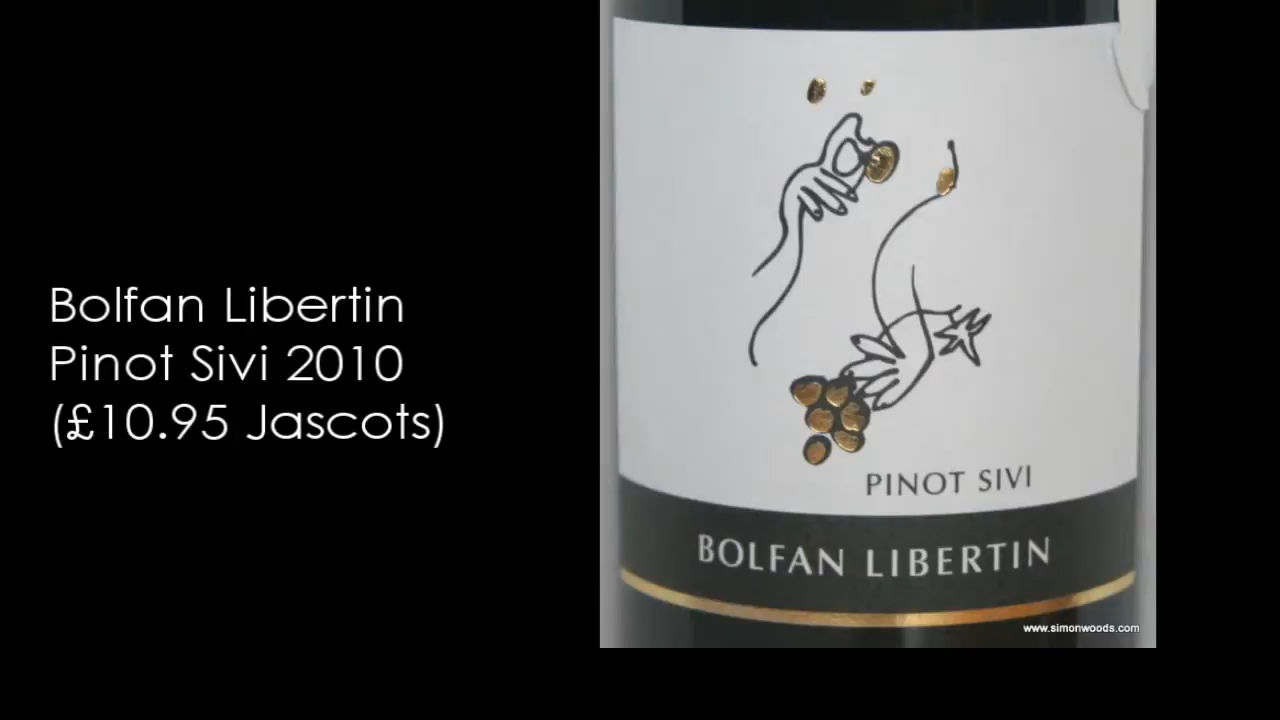 Bolfan Libertin
Pinot Sivi 2010
(£10.95 Jascots)
PINOT SIVI
BOLFAN LIBERTIN
www.simonwoods.com